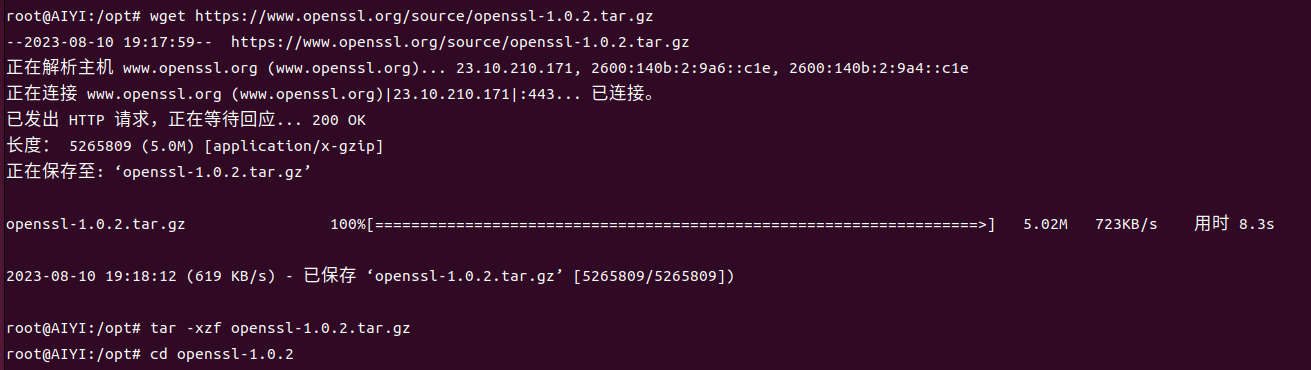 root@AIYI:/opt# wget https://www.openssl.org/source/openssl-1.0.2.tar.gz
--2023-08-10 19:17:59--  https://www.openssl.org/source/openssl-1.0.2.tar.gz
正在解析主机 www.openssl.org (www.openssl.org)... 23.10.210.171, 2600:140b:2:9a6::c1e, 2600:140b:2:9a4::c1e
正在连接 www.openssl.org (www.openssl.org)|23.10.210.171|:443... 已连接。
已发出 HTTP 请求，正在等待回应... 200 OK
长度： 5265809 (5.0M) [application/x-gzip]
正在保存至: ‘openssl-1.0.2.tar.gz’
openssl-1.0.2.tar.gz 100%[===================================================================>] 5.02M 723KB/s 用时 8.3s
2023-08-10 19:18:12 (619 KB/s) - 已保存 ‘openssl-1.0.2.tar.gz’ [5265809/5265809])
root@AIYI:/opt# tar -xzf openssl-1.0.2.tar.gz
root@AIYI:/opt# cd openssl-1.0.2